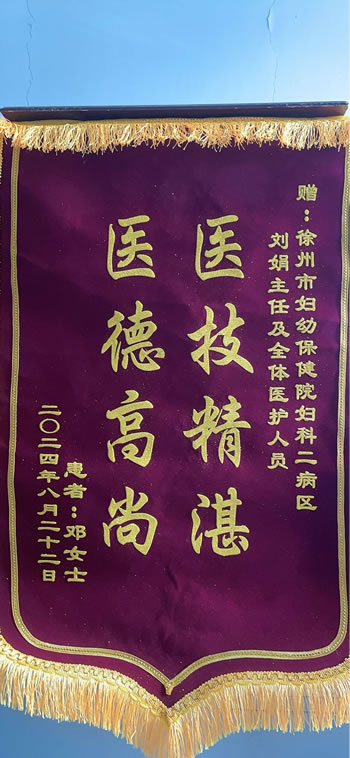 赠：徐州市妇幼保健院妇科二病区
刘娟主任及全体医护人员
医技精湛
医德高尚
患者：邓女士
二〇二四年八月二十二日